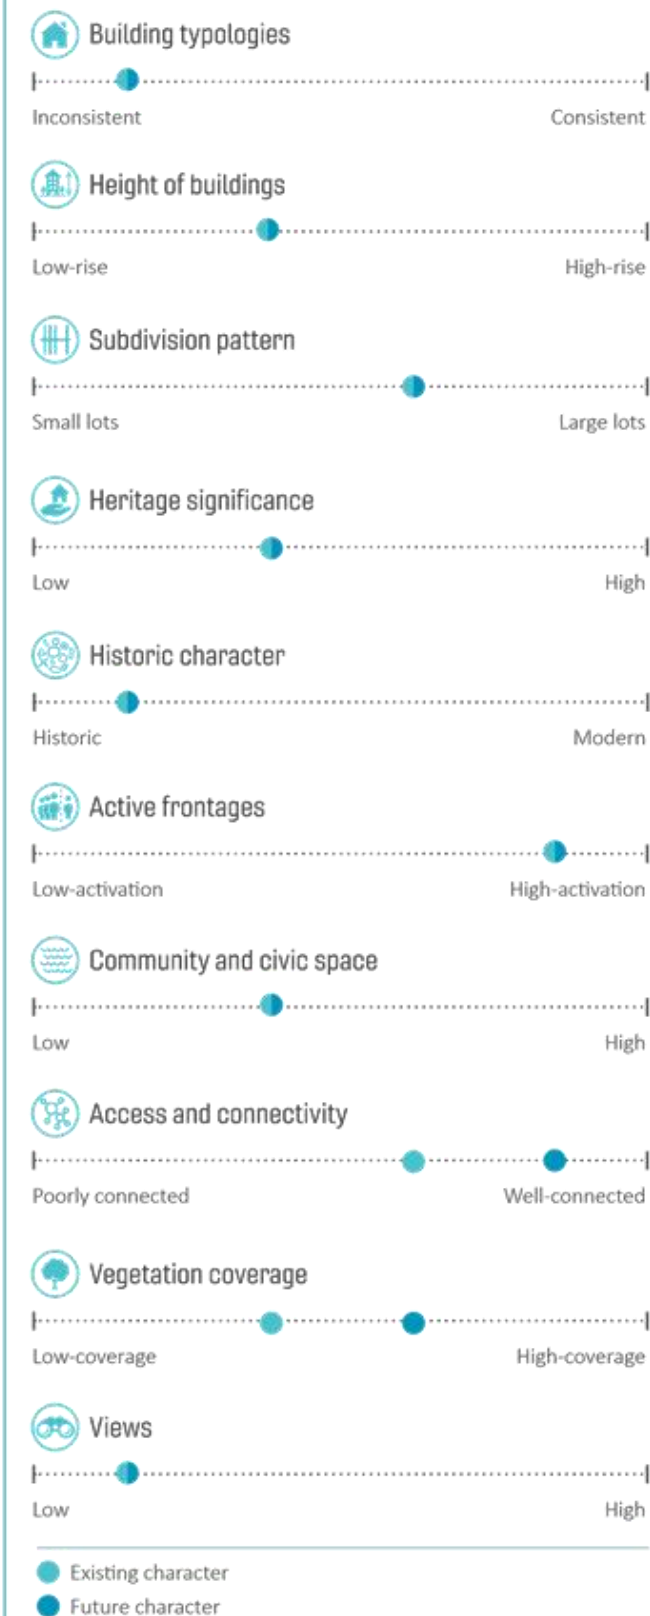 Building typologies
Inconsistent Consistent
Height of buildings
Low-rise High-rise
Subdivision pattern
Small lots Large lots
Heritage significance
Low High
Historic character
Historic Modern
Active frontages
Low-activation High-activation
Community and civic space
Low High
Access and connectivity
Poorly connected Well-connected
Vegetation coverage
Low-coverage High-coverage
Views
Low High
Existing character
Future character